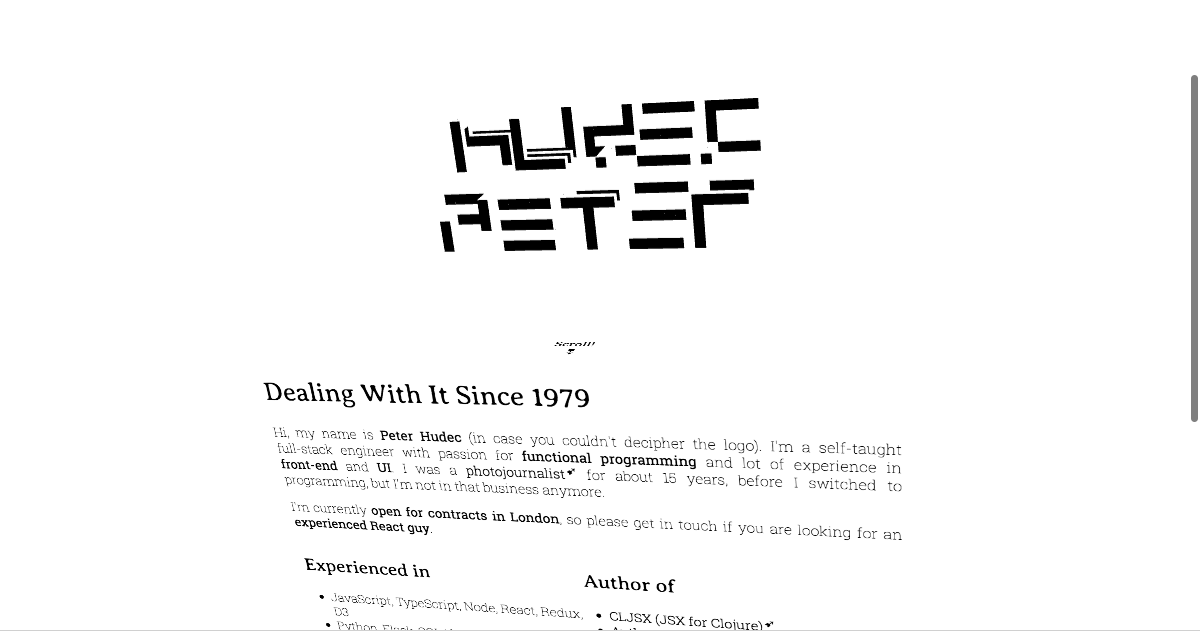 HUDEC
PETER
Scroll!
Dealing With It Since 1979
Hi, my name is Peter Hudec (in case you couldn't decipher the logo). I'm a self-taught
full-stack engineer with passion for functional programming and lot of experience in
front-end and UI. I was a photojournalist for about 15 years, before I switched to
programming, but I'm not in that business anymore.
I'm currently open for contracts in London, so please get in touch if you are looking for an
experienced React guy.
Experienced in
• JavaScript, TypeScript, Node, React, Redux,
D3
• Python, Flask,
Author of
• CLJSX (JSX for Clojure)